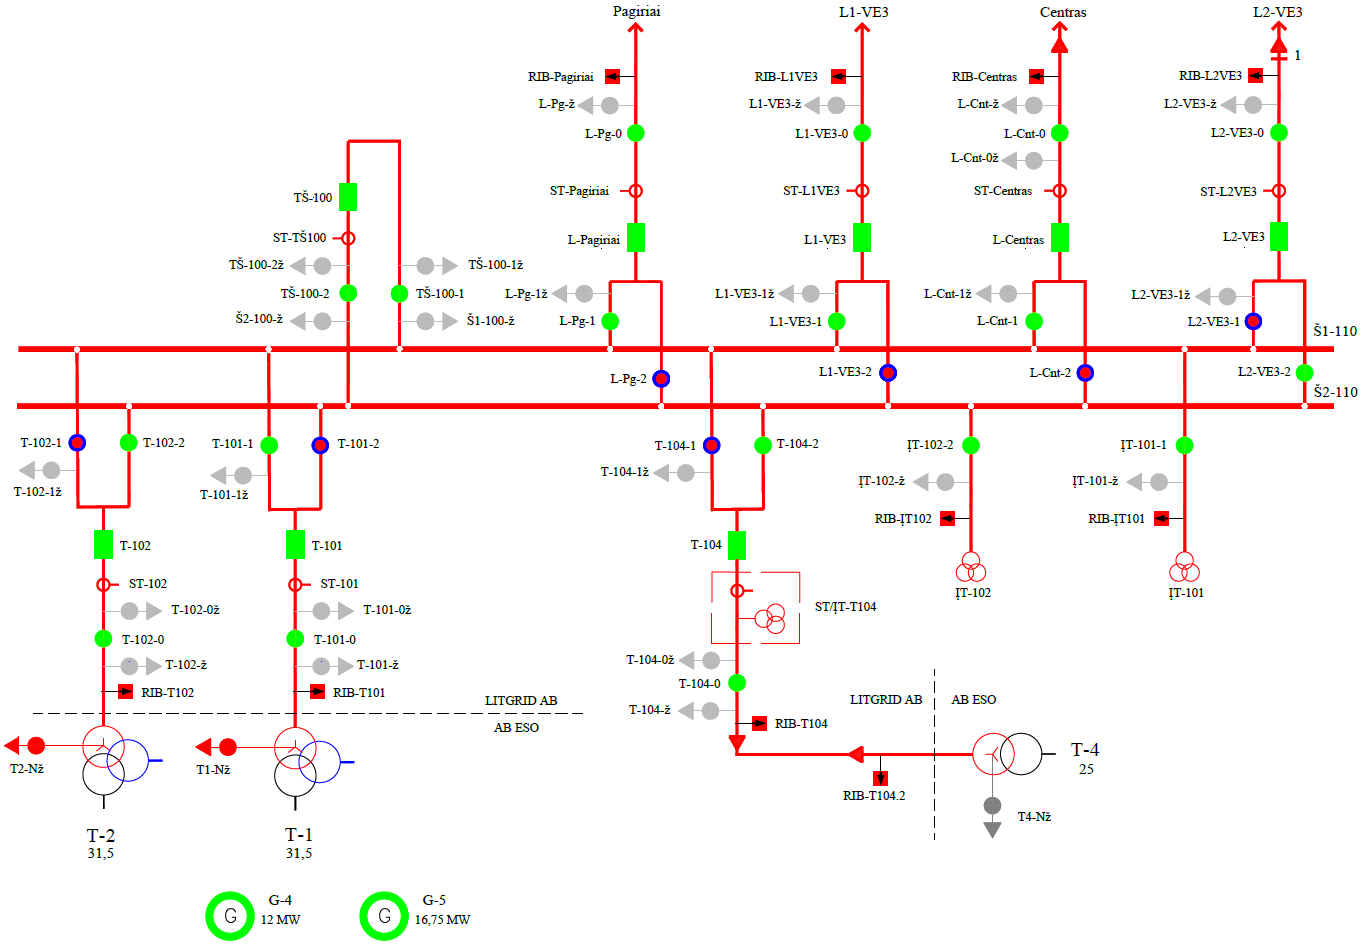 Pagiriai
L1-VE3
Centras
L2-VE3
1
RIB-Pagiriai
RIB-L1VE3
RIB-Centras
RIB-L2VE3
L-Pg-ž
L1-VE3-ž
L-Cnt-ž
L2-VE3-ž
L-Pg-0
L1-VE3-0
L-Cnt-0
L2-VE3-0
L-Cnt-0ž
TŠ-100
ST-Pagiriai
ST-L1VE3
ST-Centras
ST-L2VE3
ST-TŠ100
L-Pagiriai
L1-VE3
L-Centras
L2-VE3
TŠ-100-2ž
TŠ-100-1ž
TŠ-100-2
TŠ-100-1
L-Pg-1ž
L1-VE3-1ž
L-Cnt-1ž
L2-VE3-1ž
Š2-100-ž
Š1-100-ž
L-Pg-1
L1-VE3-1
L-Cnt-1
L2-VE3-1
Š1-110
L-Pg-2
L1-VE3-2
L-Cnt-2
L2-VE3-2
Š2-110
T-102-1
T-102-2
T-101-1
T-101-2
T-104-1
T-104-2
ĮT-102-2
ĮT-101-1
T-102-1ž
T-101-1ž
T-104-1ž
ĮT-102-ž
ĮT-101-ž
RIB-ĮT102
RIB-ĮT101
T-102
T-101
T-104
ST-102
ST-101
ĮT-102
ĮT-101
T-102-0ž
T-101-0ž
ST/ĮT-T104
T-102-0
T-101-0
T-102-ž
T-101-ž
T-104-0ž
T-104-0
RIB-T102
RIB-T101
T-104-ž
LITGRID AB
AB ESO
LITGRID AB
AB ESO
RIB-T104
T2-Nž
T1-Nž
T-4
25
RIB-T104.2
T4-Nž
T-2
31,5
T-1
31,5
G
G-4
12 MW
G
G-5
16,75 MW